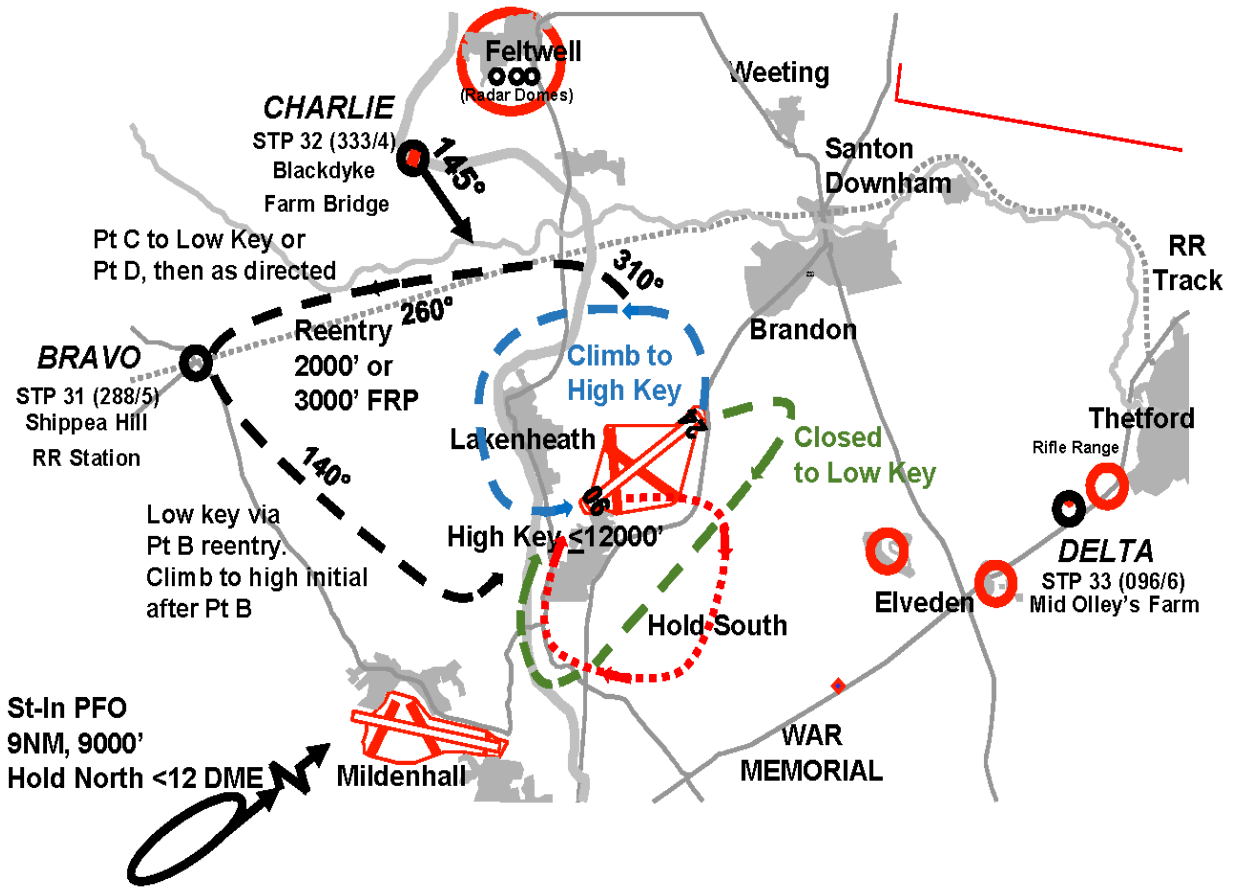 Feltwell
(Radar Domes)
Weeting
CHARLIE
STP 32 (333/4)
Blackdyke
Farm Bridge
145°
Santon
Downham
Pt C to Low Key or
Pt D, then as directed
310°
260°
RR
Track
Reentry
2000' or
3000' FRP
Brandon
BRAVO
STP 31 (288/5)
Shippea Hill
RR Station
Climb to
High Key
Thetford
Rifle Range
24
Lakenheath
Closed
to Low Key
140°
06
Low key via
Pt B reentry.
Climb to high initial
after Pt B
High Key ≤12000'
DELTA
STP 33 (096/6)
Mid Olley's Farm
Elveden
Hold South
St-In PFO
9NM, 9000'
Hold North <12 DME
Mildenhall
WAR
MEMORIAL